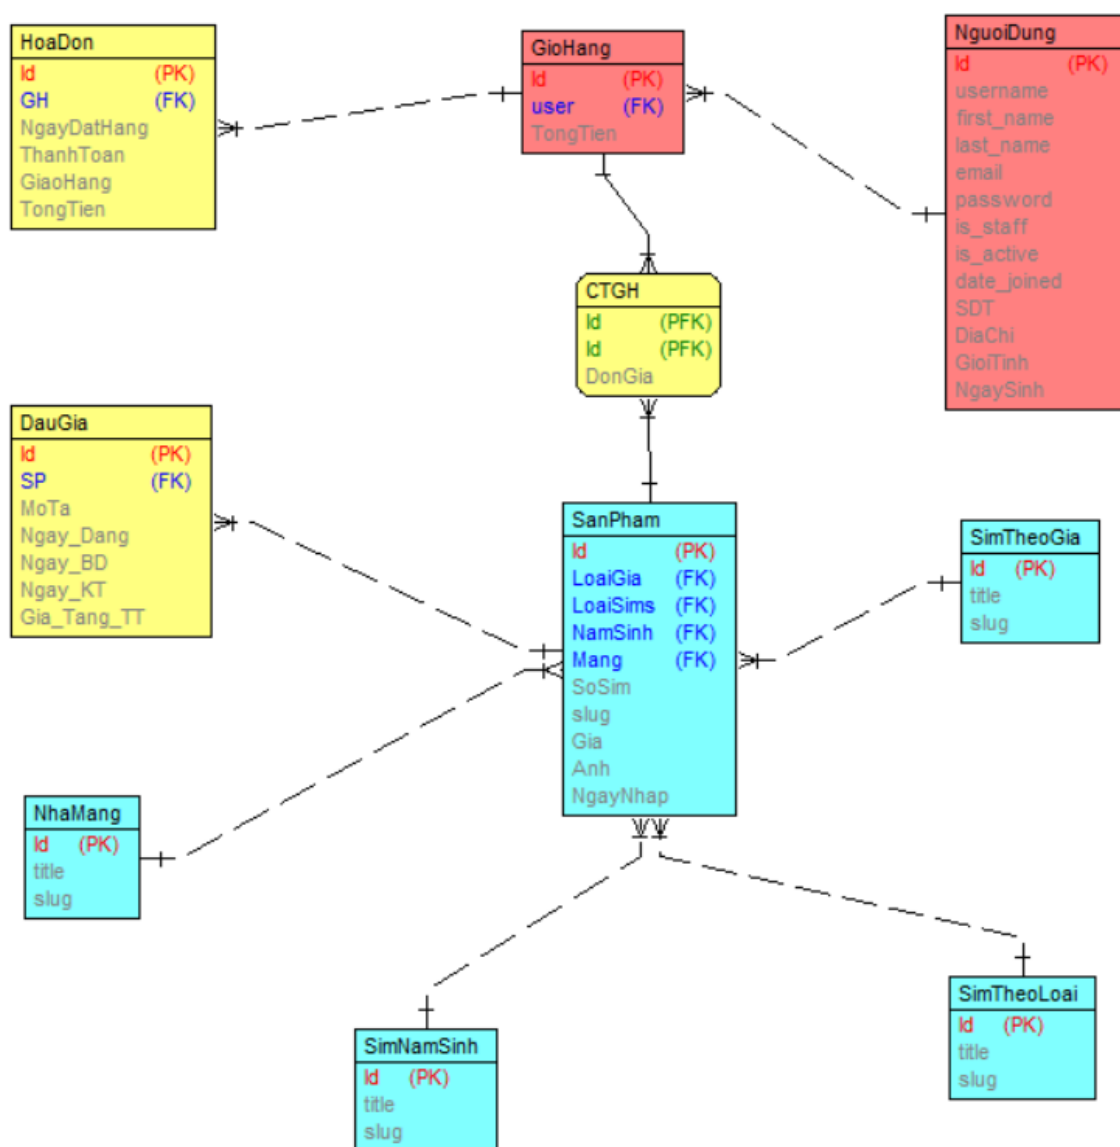 HoaDon
Id (PK)
GH (FK)
NgayDatHang
ThanhToan
GiaoHang
TongTien
GioHang
Id (PK)
user (FK)
TongTien
NguoiDung
Id (PK)
username
first_name
last_name
email
password
is_staff
is_active
date_joined
SDT
DiaChi
GioiTinh
NgaySinh
CTGH
Id (PFK)
Id (PFK)
DonGia
DauGia
Id (PK)
SP (FK)
MoTa
Ngay_Dang
Ngay_BD
Ngay_KT
Gia_Tang_TT
SanPham
Id (PK)
LoaiGia (FK)
LoaiSims (FK)
NamSinh (FK)
Mang (FK)
SoSim
slug
Gia
Anh
NgayNhap
SimTheoGia
Id (PK)
title
slug
NhaMang
Id (PK)
title
slug
SimNamSinh
Id (PK)
title
slug
SimTheoLoai
Id (PK)
title
slug